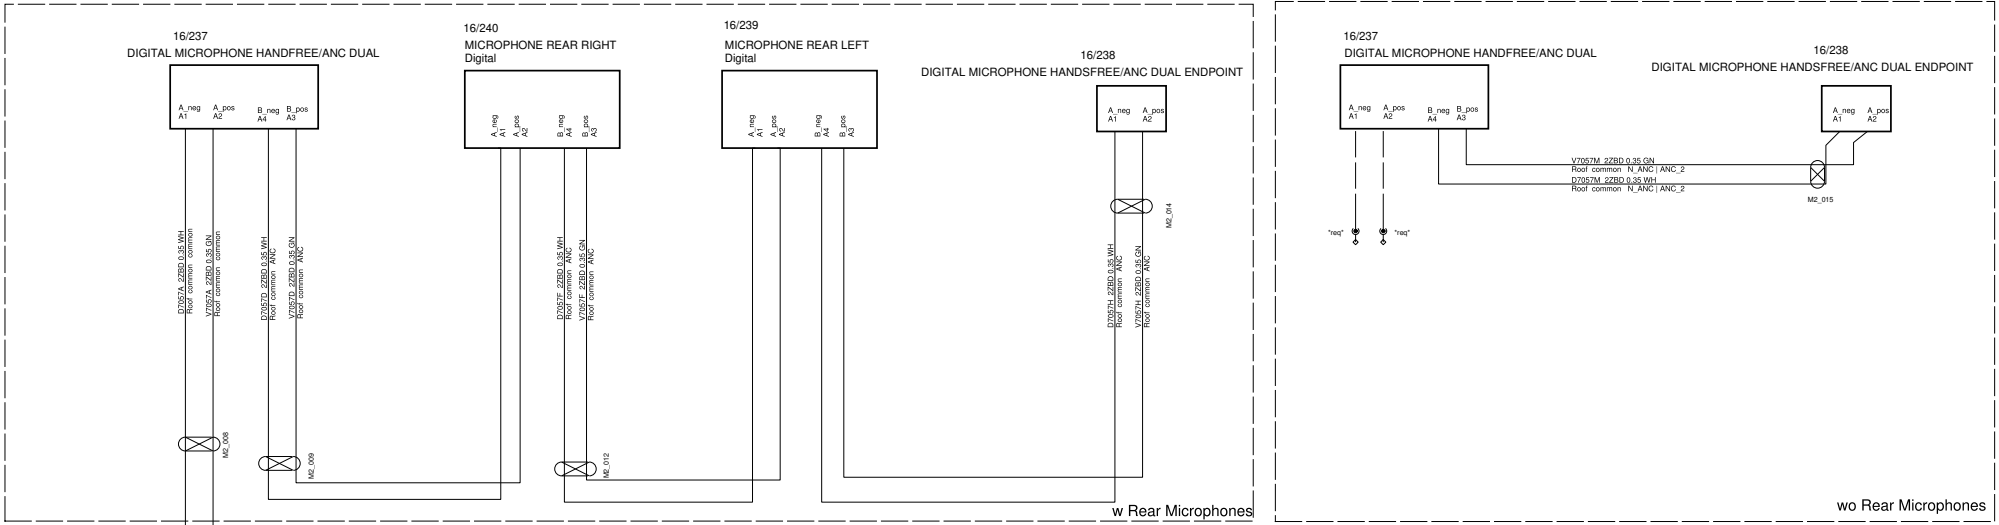 16/237
DIGITAL MICROPHONE HANDFREE/ANC DUAL
A_neg
A1
A_pos
A2
B_neg
A4
B_pos
A3
D7057A 2ZBD 0.35 WH
Roof common common
V7057A 2ZBD 0.35 GN
Roof common common
D7057D 2ZBD 0.35 WH
Roof common ANC
V7057D 2ZBD 0.35 GN
Roof common ANC
M2_008
M2_009
16/240
MICROPHONE REAR RIGHT
Digital
A_neg
A1
A_pos
A2
B_neg
A4
B_pos
A3
D7057F 2ZBD 0.35 WH
Roof common ANC
V7057F 2ZBD 0.35 GN
Roof common ANC
M2_012
16/239
MICROPHONE REAR LEFT
Digital
A_neg
A1
A_pos
A2
B_neg
A4
B_pos
A3
16/238
DIGITAL MICROPHONE HANDSFREE/ANC DUAL ENDPOINT
A_neg
A1
A_pos
A2
M2_014
D7057H 2ZBD 0.35 WH
Roof common ANC
V7057H 2ZBD 0.35 GN
Roof common ANC
w Rear Microphones
16/237
DIGITAL MICROPHONE HANDFREE/ANC DUAL
A_neg
A1
A_pos
A2
B_neg
A4
B_pos
A3
16/238
DIGITAL MICROPHONE HANDSFREE/ANC DUAL ENDPOINT
A_neg
A1
A_pos
A2
V7057M 2ZBD 0.35 GN
Roof common N_ANC | ANC_2
D7057M 2ZBD 0.35 WH
Roof common N_ANC | ANC_2
M2_015
"req"
"req"
wo Rear Microphones